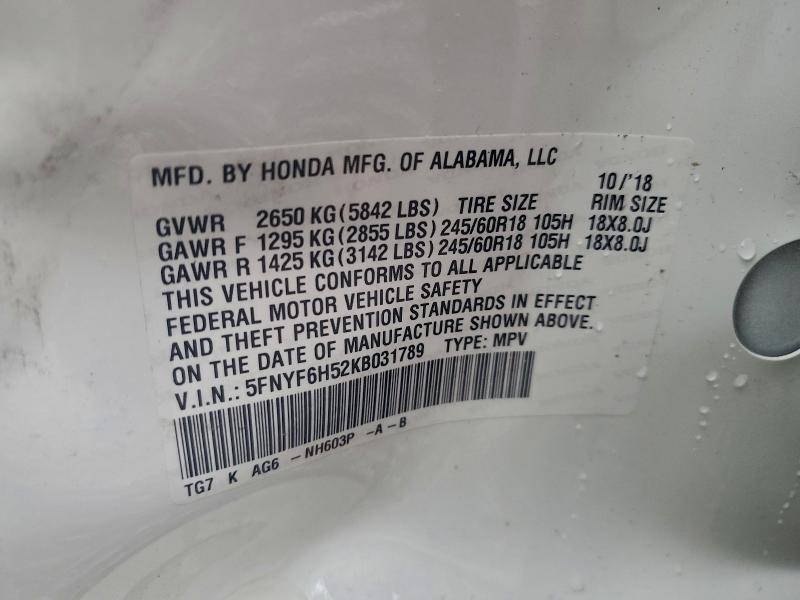 MFD. BY HONDA MFG. OF ALABAMA, LLC
10/'18
GVWR 2650 KG(5842 LBS) TIRE SIZE RIM SIZE
GAWR F 1295 KG(2855 LBS) 245/60R18 105H 18X8.0J
GAWR R 1425 KG(3142 LBS) 245/60R18 105H 18X8.0J
THIS VEHICLE CONFORMS TO ALL APPLICABLE
FEDERAL MOTOR VEHICLE SAFETY
AND THEFT PREVENTION STANDARDS IN EFFECT
ON THE DATE OF MANUFACTURE SHOWN ABOVE.
V.I.N.: 5FNYF6H52KB031789 TYPE: MPV
TG7 K AG6 -NH603P -A-B